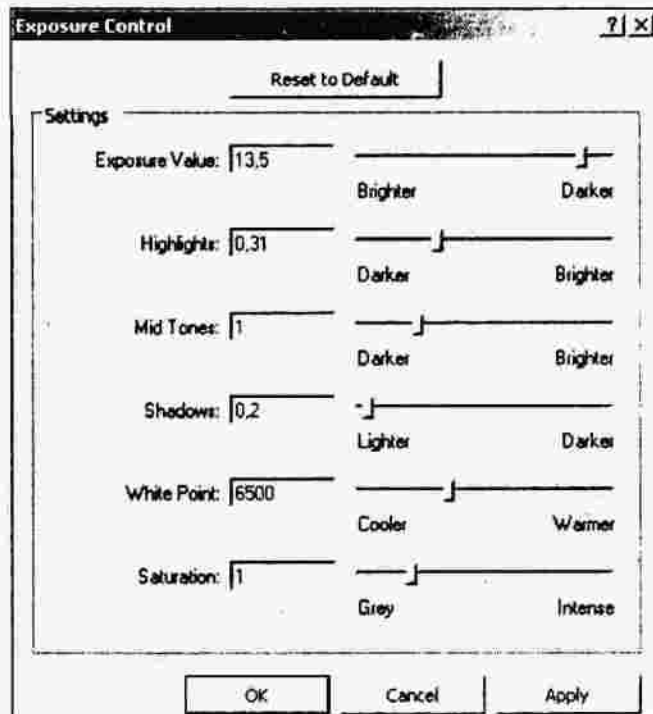 Exposure Control ? ×
Reset to Default
Settings
Exposure Value: 13,5
Brighter Darker
Highlights: 0,31
Darker Brighter
Mid Tones: 1
Darker Brighter
Shadows: 0,2
Lighter Darker
White Point: 6500
Cooler Warmer
Saturation: 1
Grey Intense
OK Cancel Apply